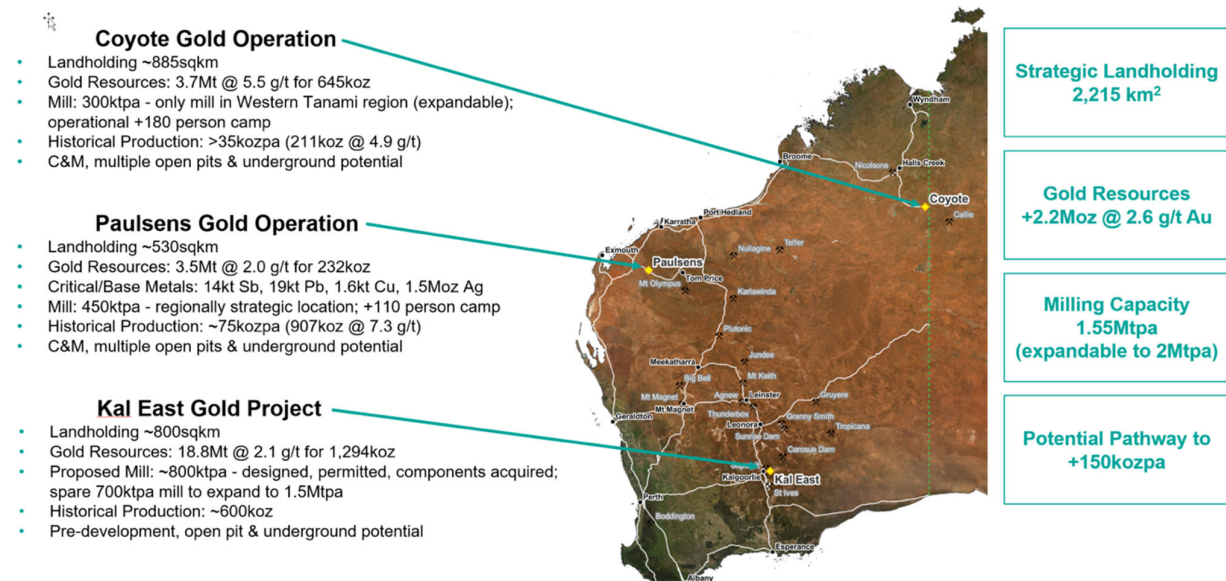 Coyote Gold Operation
• Landholding ~885sqkm
• Gold Resources: 3.7Mt @ 5.5 g/t for 645koz
• Mill: 300ktpa - only mill in Western Tanami region (expandable);
operational +180 person camp
• Historical Production: >35kozpa (211koz @ 4.9 g/t)
• C&M, multiple open pits & underground potential
Paulsens Gold Operation
• Landholding ~530sqkm
• Gold Resources: 3.5Mt @ 2.0 g/t for 232koz
• Critical/Base Metals: 14kt Sb, 19kt Pb, 1.6kt Cu, 1.5Moz Ag
• Mill: 450ktpa - regionally strategic location; +110 person camp
• Historical Production: ~75kozpa (907koz @ 7.3 g/t)
• C&M, multiple open pits & underground potential
Kal East Gold Project
• Landholding ~800sqkm
• Gold Resources: 18.8Mt @ 2.1 g/t for 1,294koz
• Proposed Mill: ~800ktpa - designed, permitted, components acquired;
spare 700ktpa mill to expand to 1.5Mtpa
• Historical Production: ~600koz
• Pre-development, open pit & underground potential
Wyndham
Broome
Nicolsons
Halls Creek
Coyote
Callie
Port Hedland
Karratha
Exmouth
Nullagine
Telfer
Paulsens
Tom Price
Mt Olympus
Karlawinda
Plutonic
Jundee
Meekatharra
Mt Keith
Big Bell
Agnew
Leinster
Gruyere
Mt Magnet
Mt Magnet
Thunderbox
Granny Smith
Geraldton
Leonora
Sunrise Dam
Tropicana
Carosue Dam
Kalgoorlie
Kal East
St Ives
Perth
Boddington
Esperance
Albany
Strategic Landholding
2,215 km²
Gold Resources
+2.2Moz @ 2.6 g/t Au
Milling Capacity
1.55Mtpa
(expandable to 2Mtpa)
Potential Pathway to
+150kozpa